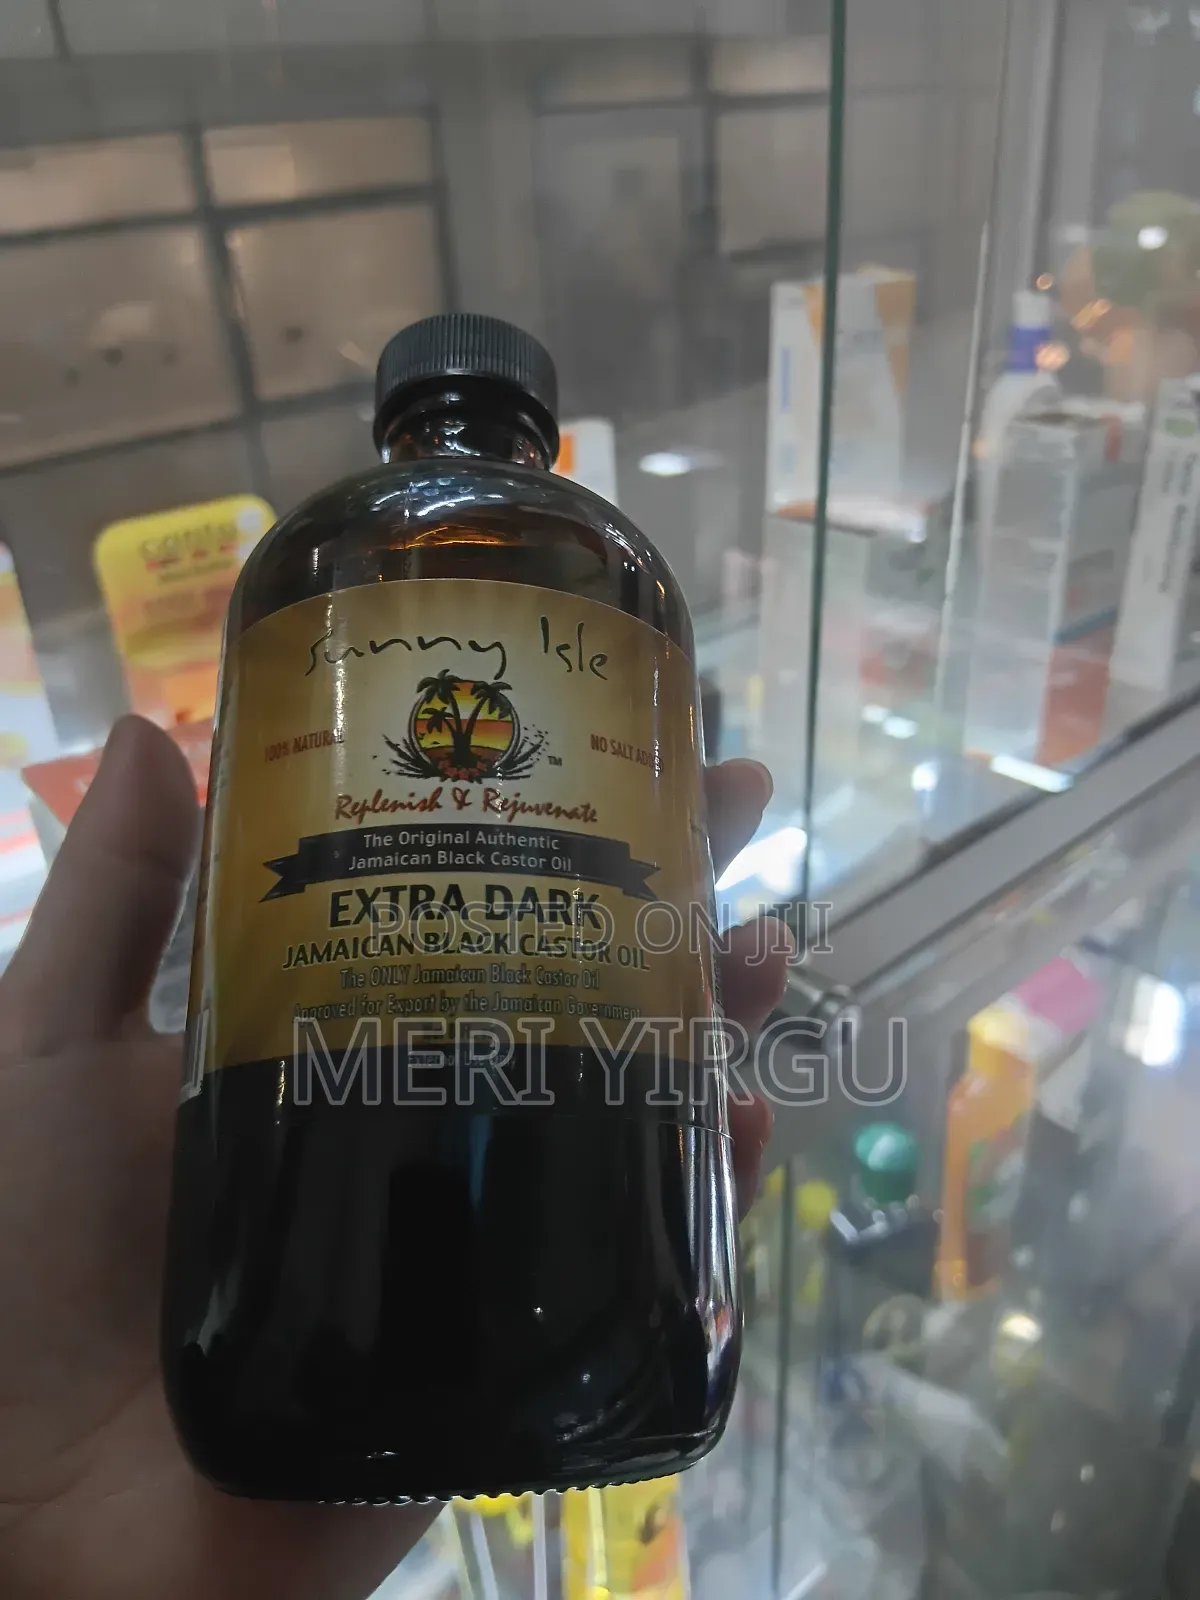 Sunny Isle
100% NATURAL
NO SALT
TM
Replenish & Rejuvenate
The Original Authentic
Jamaican Black Castor Oil
EXTRA DARK
JAMAICAN BLACK CASTOR OIL
The ONLY Jamaican Black Castor Oil
Approved for Export by the Jamaican Government
POSTED ON JIJI
MERI YIRGU